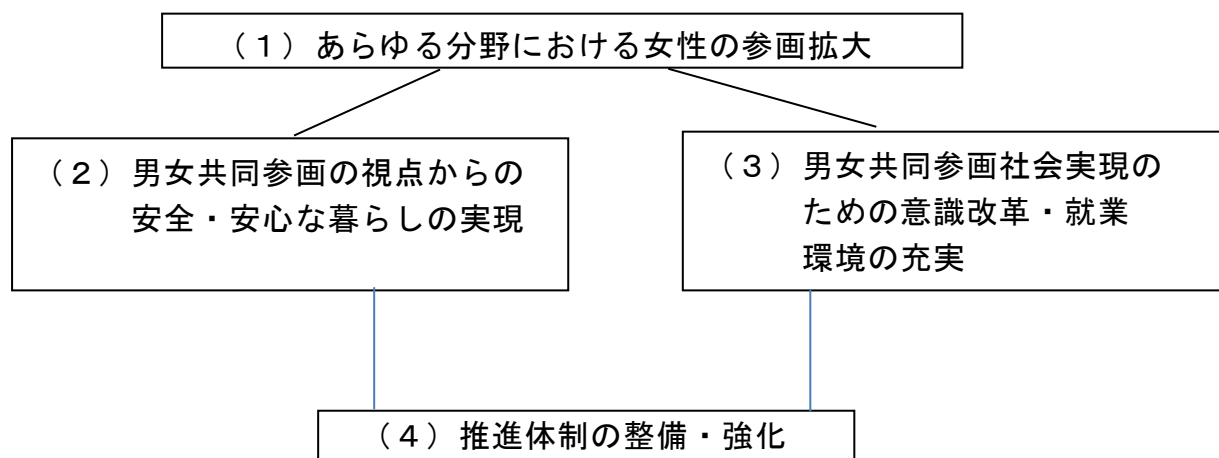 （１）あらゆる分野における女性の参画拡大
（２）男女共同参画の視点からの
安全・安心な暮らしの実現
（３）男女共同参画社会実現の
ための意識改革・就業
環境の充実
（４）推進体制の整備・強化